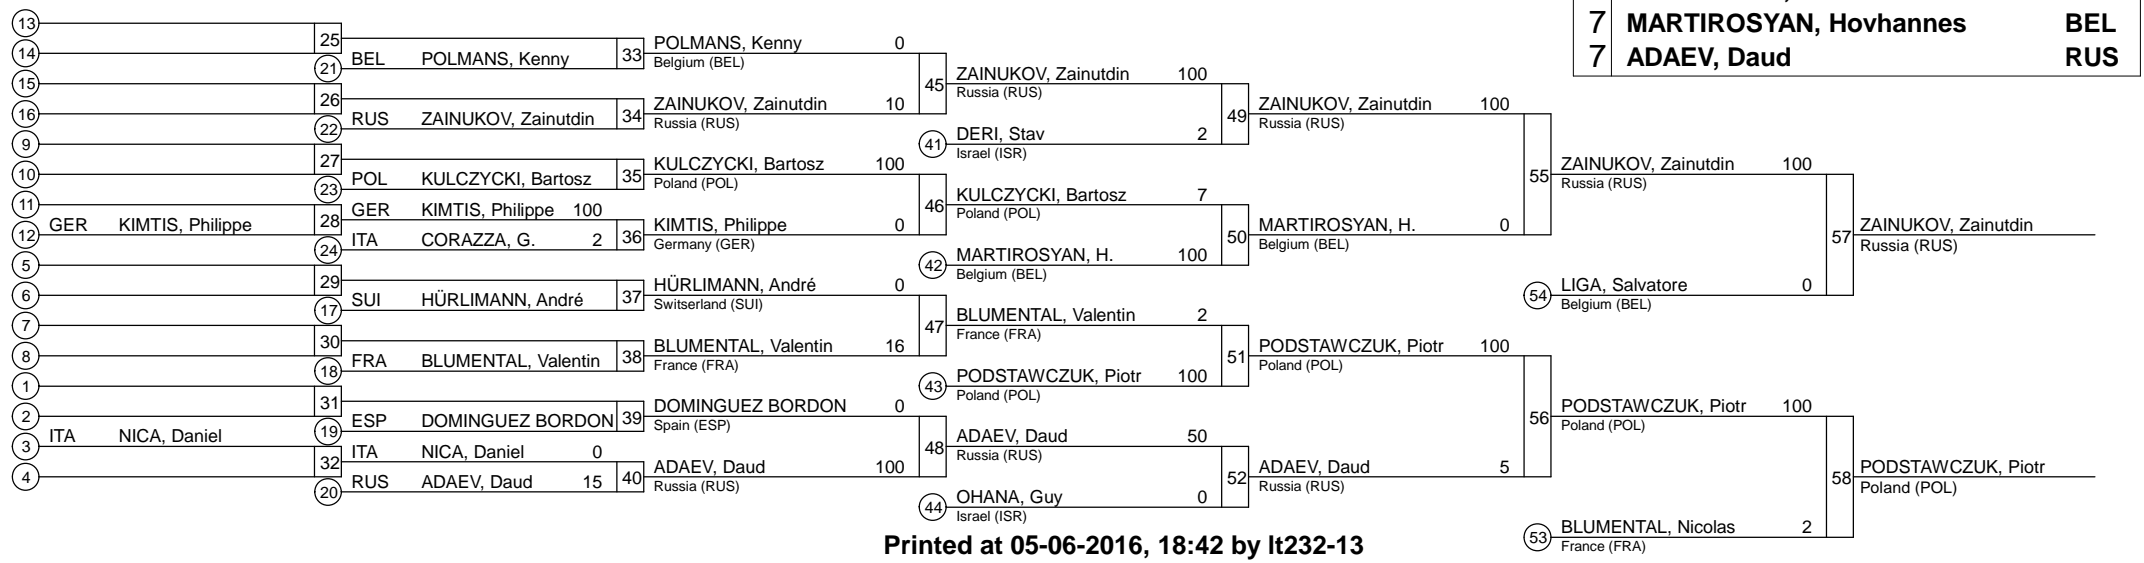 7 MARTIROSYAN, Hovhannes BEL
7 ADAEV, Daud RUS
13
14
15
16
9
10
11
12 GER KIMTIS, Philippe
5
6
7
8
1
2
3 ITA NICA, Daniel
4
25
21 BEL POLMANS, Kenny
26
22 RUS ZAINUKOV, Zainutdin
27
23 POL KULCZYCKI, Bartosz
28 GER KIMTIS, Philippe 100
24 ITA CORAZZA, G. 2
29
17 SUI HÜRLIMANN, André
30
18 FRA BLUMENTAL, Valentin
31
19 ESP DOMINGUEZ BORDON
32 ITA NICA, Daniel 0
20 RUS ADAEV, Daud 15
33 POLMANS, Kenny 0
Belgium (BEL)
34 ZAINUKOV, Zainutdin 10
Russia (RUS)
35 KULCZYCKI, Bartosz 100
Poland (POL)
36 KIMTIS, Philippe 0
Germany (GER)
37 HÜRLIMANN, André 0
Switserland (SUI)
38 BLUMENTAL, Valentin 16
France (FRA)
39 DOMINGUEZ BORDON 0
Spain (ESP)
40 ADAEV, Daud 100
Russia (RUS)
45 ZAINUKOV, Zainutdin 100
Russia (RUS)
41 DERI, Stav 2
Israel (ISR)
46 KULCZYCKI, Bartosz 7
Poland (POL)
42 MARTIROSYAN, H. 100
Belgium (BEL)
47 BLUMENTAL, Valentin 2
France (FRA)
43 PODSTAWCZUK, Piotr 100
Poland (POL)
48 ADAEV, Daud 50
Russia (RUS)
44 OHANA, Guy 0
Israel (ISR)
49 ZAINUKOV, Zainutdin 100
Russia (RUS)
50 MARTIROSYAN, H. 0
Belgium (BEL)
51 PODSTAWCZUK, Piotr 100
Poland (POL)
52 ADAEV, Daud 5
Russia (RUS)
55 ZAINUKOV, Zainutdin 100
Russia (RUS)
54 LIGA, Salvatore 0
Belgium (BEL)
56 PODSTAWCZUK, Piotr 100
Poland (POL)
53 BLUMENTAL, Nicolas 2
France (FRA)
57 ZAINUKOV, Zainutdin
Russia (RUS)
58 PODSTAWCZUK, Piotr
Poland (POL)
Printed at 05-06-2016, 18:42 by lt232-13